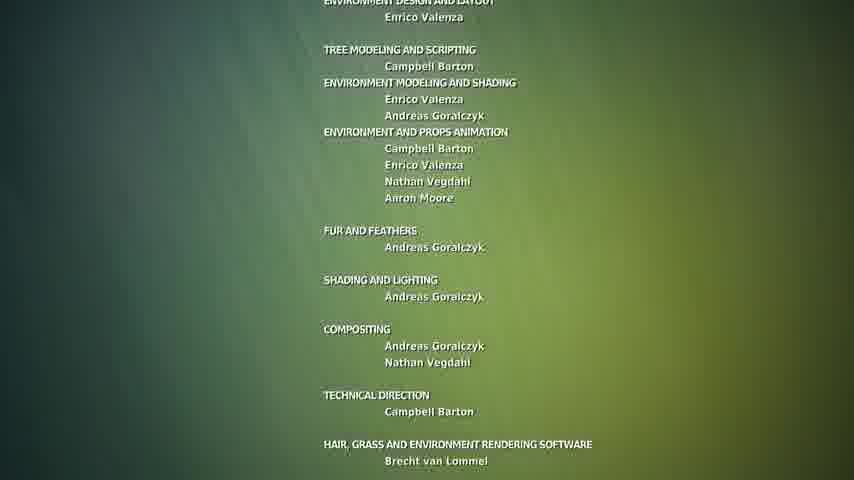 ENVIRONMENT DESIGN AND LAYOUT
Enrico Valenza
TREE MODELING AND SCRIPTING
Campbell Barton
ENVIRONMENT MODELING AND SHADING
Enrico Valenza
Andreas Goralczyk
ENVIRONMENT AND PROPS ANIMATION
Campbell Barton
Enrico Valenza
Nathan Vegdahl
Aaron Moore
FUR AND FEATHERS
Andreas Goralczyk
SHADING AND LIGHTING
Andreas Goralczyk
COMPOSITING
Andreas Goralczyk
Nathan Vegdahl
TECHNICAL DIRECTION
Campbell Barton
HAIR, GRASS AND ENVIRONMENT RENDERING SOFTWARE
Brecht van Lommel